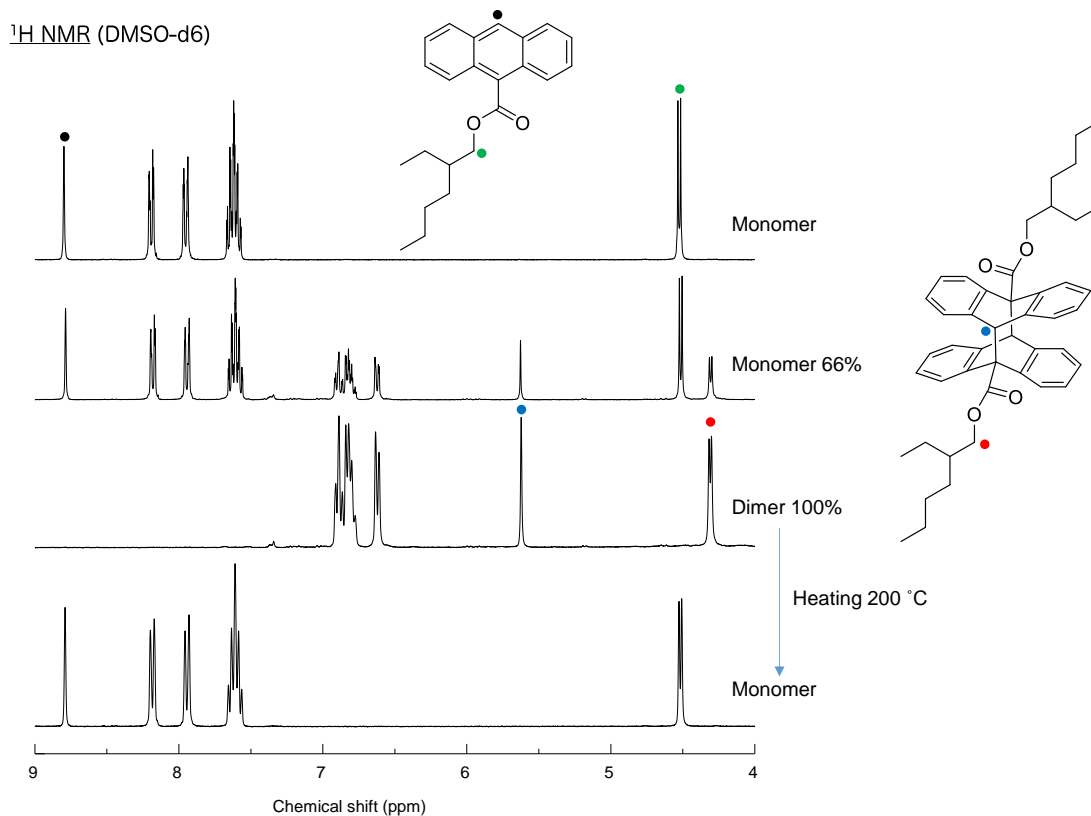 ¹H NMR (DMSO-d6)
O
O
Monomer
O
O
Monomer 66%
O
O
Dimer 100%
Heating 200 ˚C
Monomer
9
8
7
6
5
4
Chemical shift (ppm)